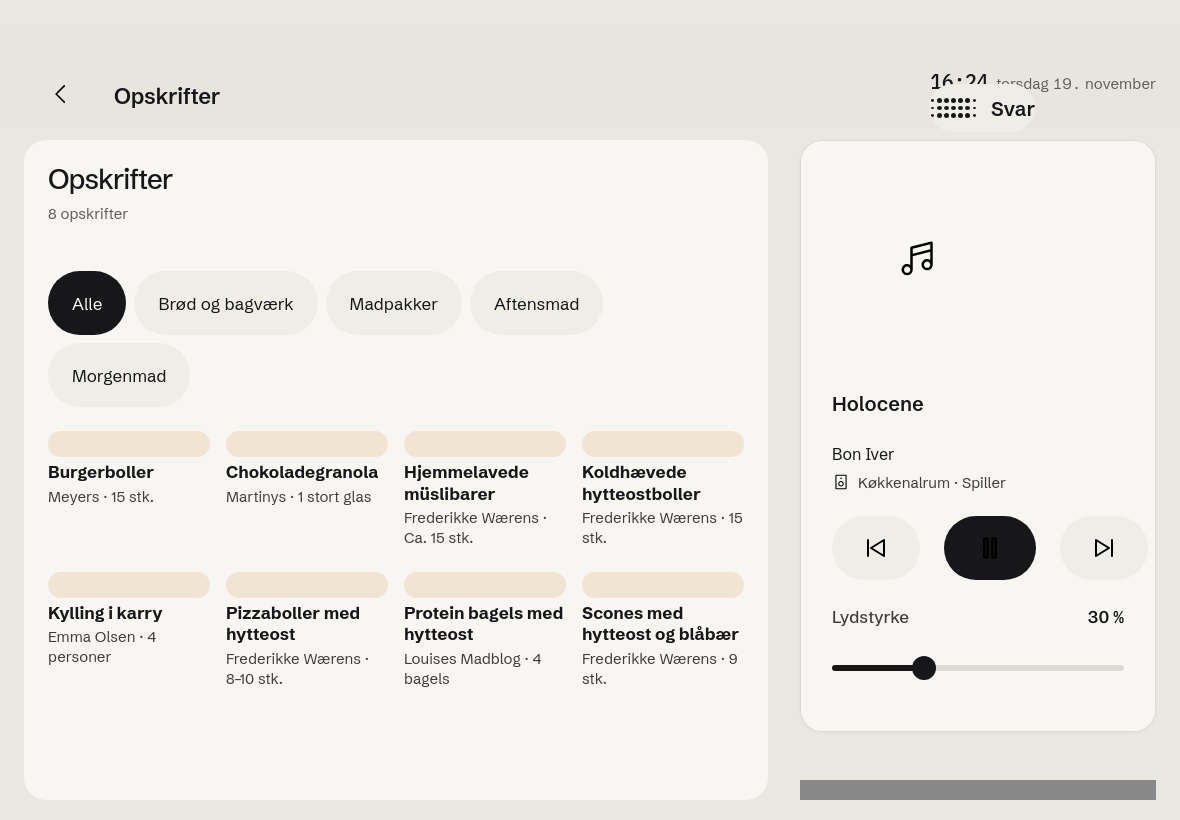 Opskrifter
16:24 torsdag 19. november
Svar
Opskrifter
8 opskrifter
Alle
Brød og bagværk
Madpakker
Aftensmad
Morgenmad
Burgerboller
Meyers · 15 stk.
Chokoladegranola
Martinys · 1 stort glas
Hjemmelavede
müslibarer
Frederikke Wærens ·
Ca. 15 stk.
Koldhævede
hytteostboller
Frederikke Wærens · 15
stk.
Kylling i karry
Emma Olsen · 4
personer
Pizzaboller med
hytteost
Frederikke Wærens ·
8–10 stk.
Protein bagels med
hytteost
Louises Madblog · 4
bagels
Scones med
hytteost og blåbær
Frederikke Wærens · 9
stk.
Holocene
Bon Iver
Køkkenalrum · Spiller
Lydstyrke
30 %